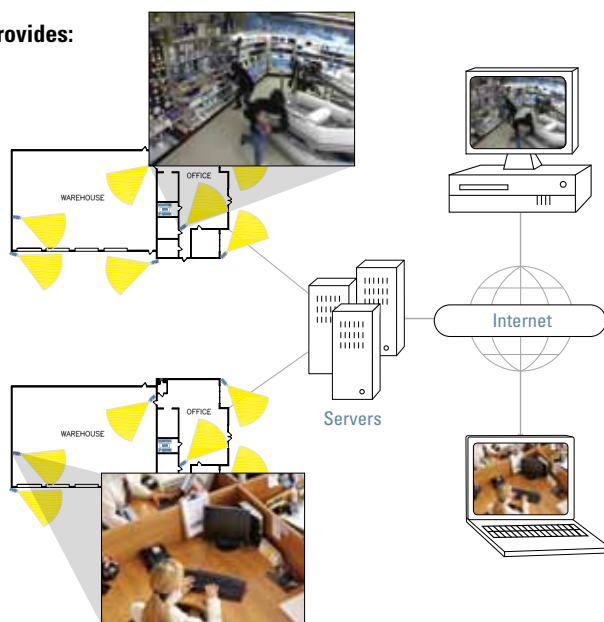 rovides:
OFFICE
WAREHOUSE
Internet
Servers
OFFICE
WAREHOUSE